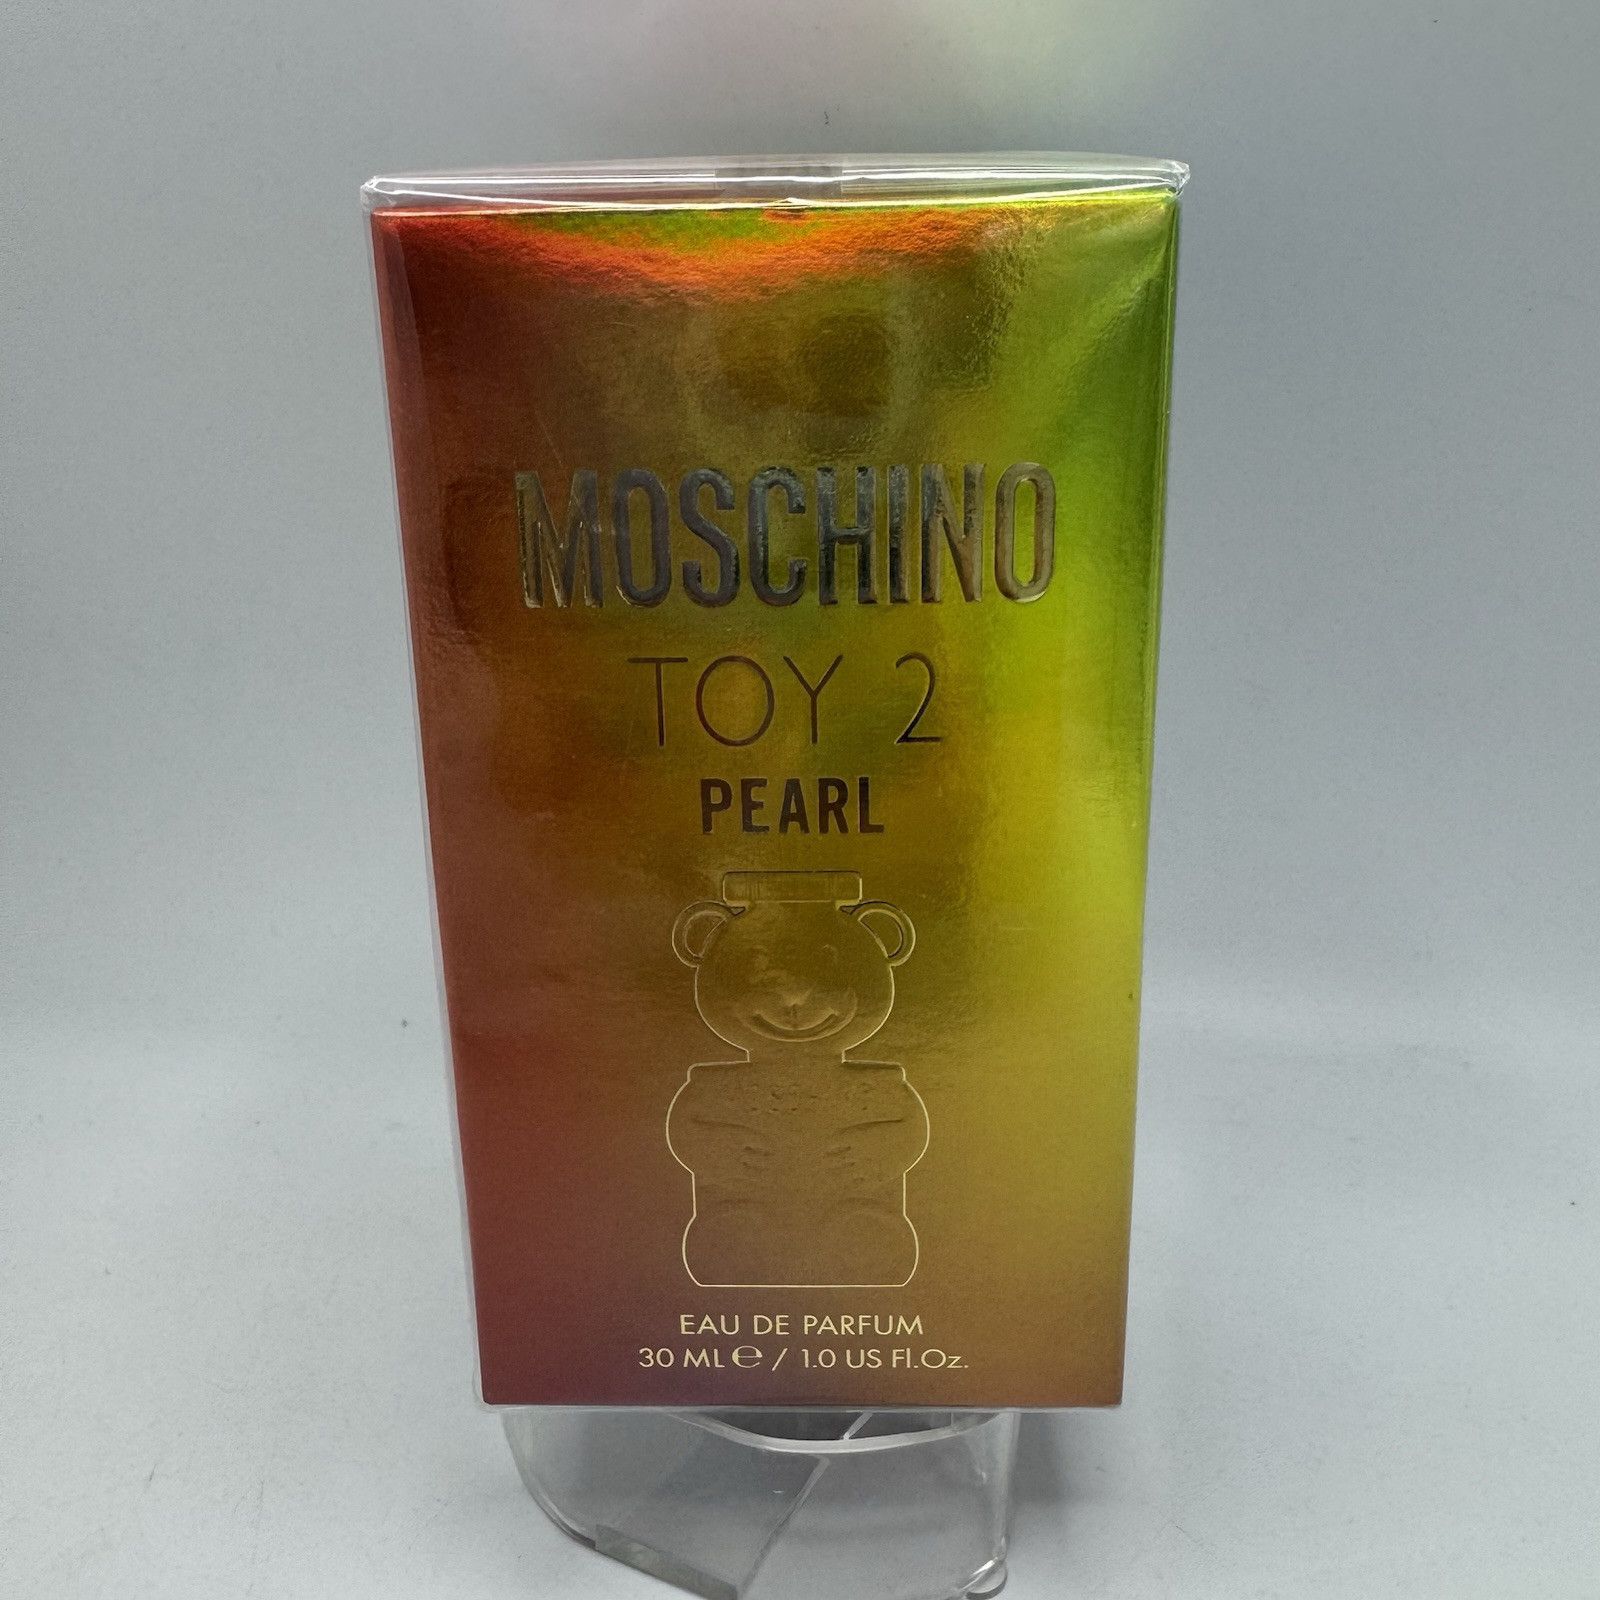 MOSCHINO
TOY 2
PEARL
EAU DE PARFUM
30 ML ℮ / 1.0 US Fl.Oz.